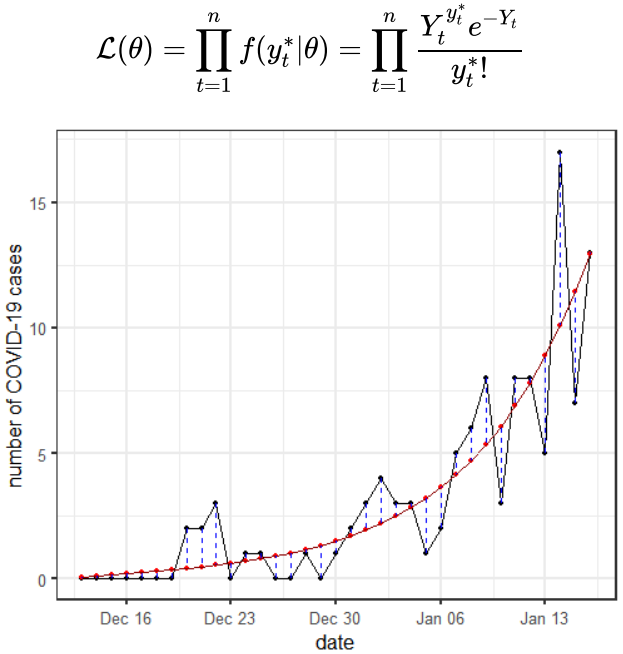 ℒ(θ) = ∏_{t=1}^{n} f(y_t^*|θ) = ∏_{t=1}^{n} \frac{Y_t^{y_t^*} e^{-Y_t}}{y_t^*!}
15
10
5
0
number of COVID-19 cases
Dec 16 Dec 23 Dec 30 Jan 06 Jan 13
date